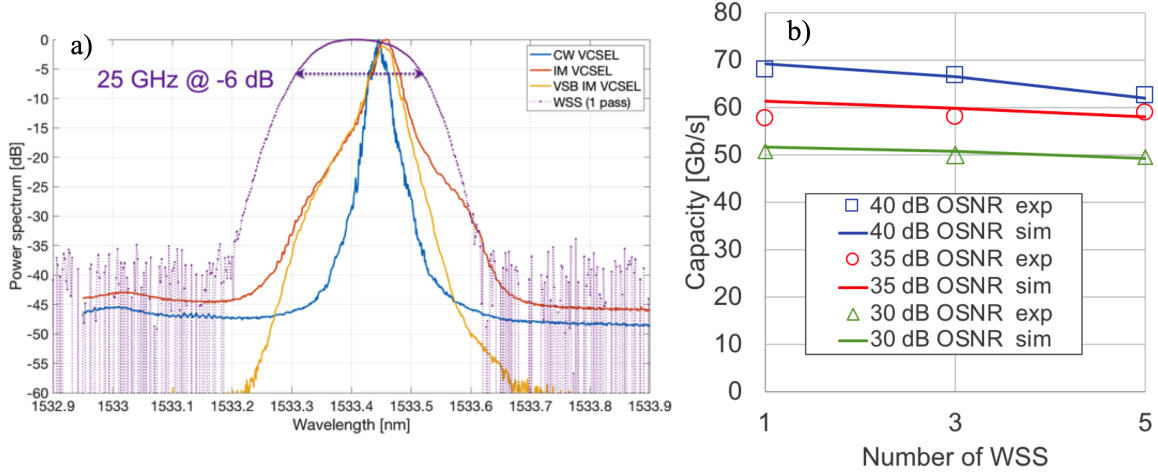 a)
25 GHz @ -6 dB
CW VCSEL
IM VCSEL
VSB IM VCSEL
WSS (1 pass)
Power spectrum [dB]
0
-5
-10
-15
-20
-25
-30
-35
-40
-45
-50
-55
-60
1532.9
1533
1533.1
1533.2
1533.3
1533.4
1533.5
1533.6
1533.7
1533.8
1533.9
Wavelength [nm]
b)
Capacity [Gb/s]
80
70
60
50
40
30
20
10
0
40 dB OSNR exp
40 dB OSNR sim
35 dB OSNR exp
35 dB OSNR sim
30 dB OSNR exp
30 dB OSNR sim
1
3
5
Number of WSS